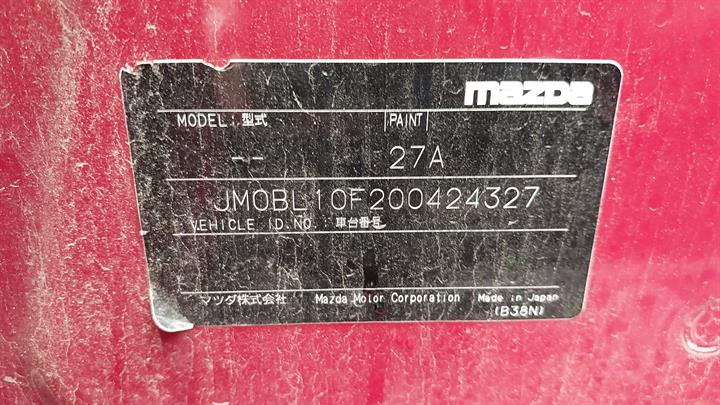 mazda
MODEL:型式 PAINT
-- 27A
JM0BL10F200424327
VEHICLE ID.NO.:車台番号
マツダ株式会社 Mazda Motor Corporation Made in Japan
(B38N)